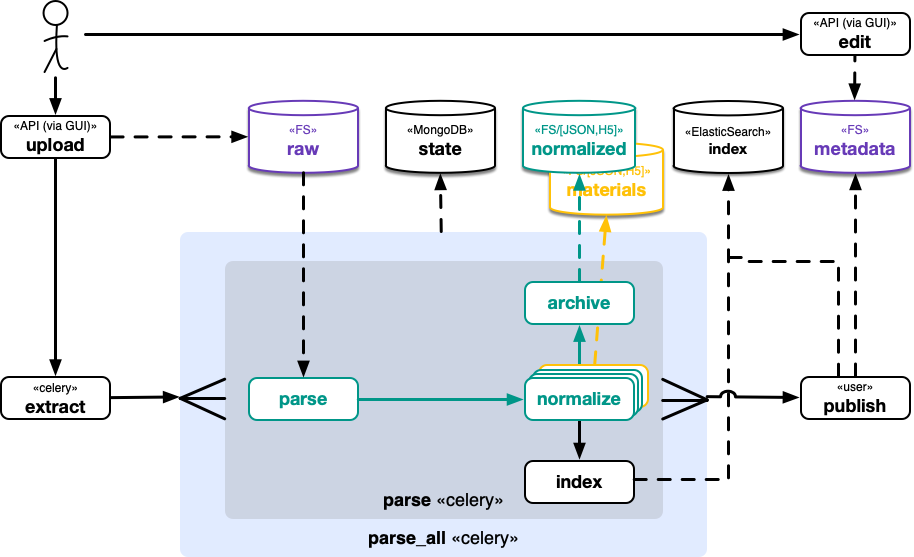 «API (via GUI)»
edit
«API (via GUI)»
upload
«FS»
raw
«MongoDB»
state
«FS/[JSON,H5]»
normalized
«ElasticSearch»
index
«FS»
metadata
H5]»
materials
archive
«celery»
extract
parse
normalize
«user»
publish
index
parse «celery»
parse_all «celery»